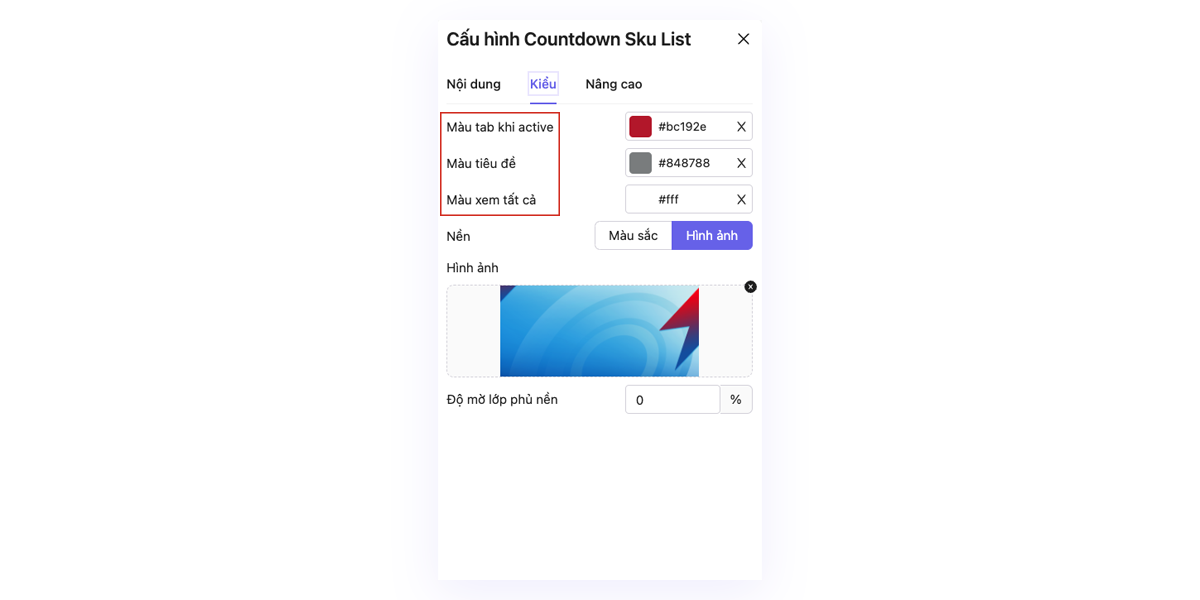 Cấu hình Countdown Sku List
Nội dung Kiểu Nâng cao
Màu tab khi active #bc192e X
Màu tiêu đề #848788 X
Màu xem tất cả #fff X
Nền Màu sắc Hình ảnh
Hình ảnh
Độ mờ lớp phủ nền 0 %